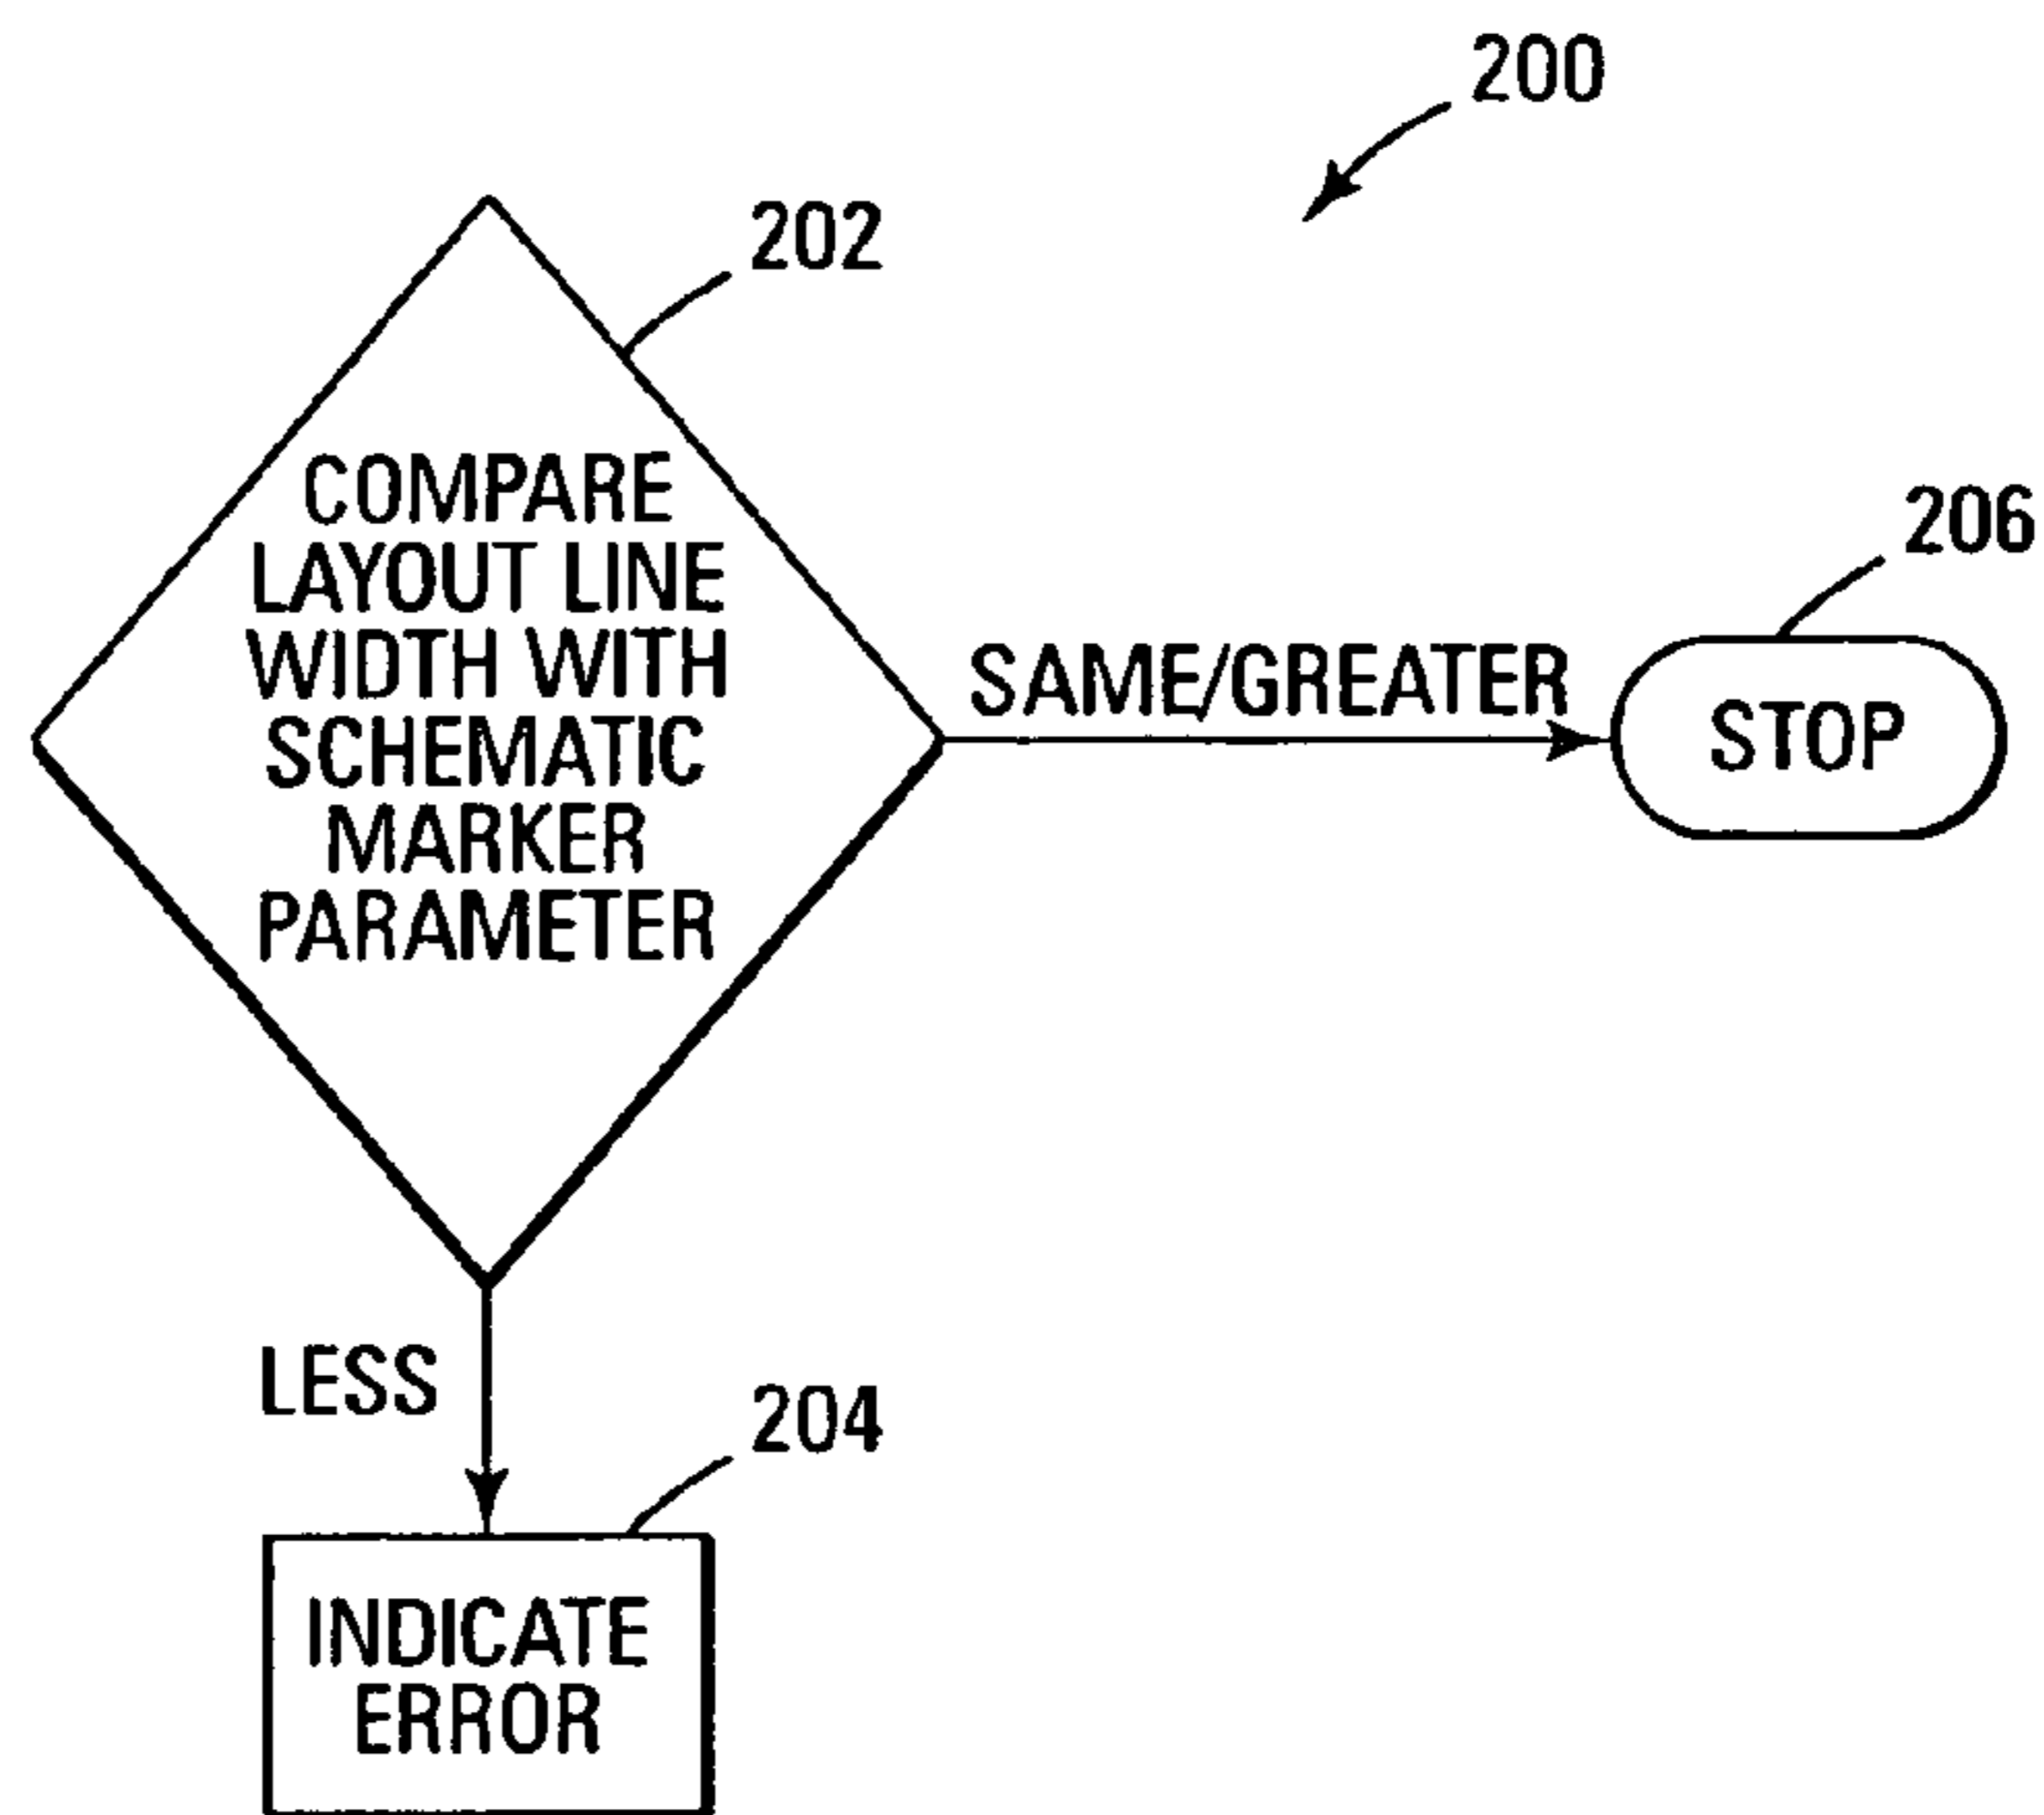 200
202
COMPARE
LAYOUT LINE
WIDTH WITH
SCHEMATIC
MARKER
PARAMETER
SAME/GREATER
206
STOP
LESS
204
INDICATE
ERROR